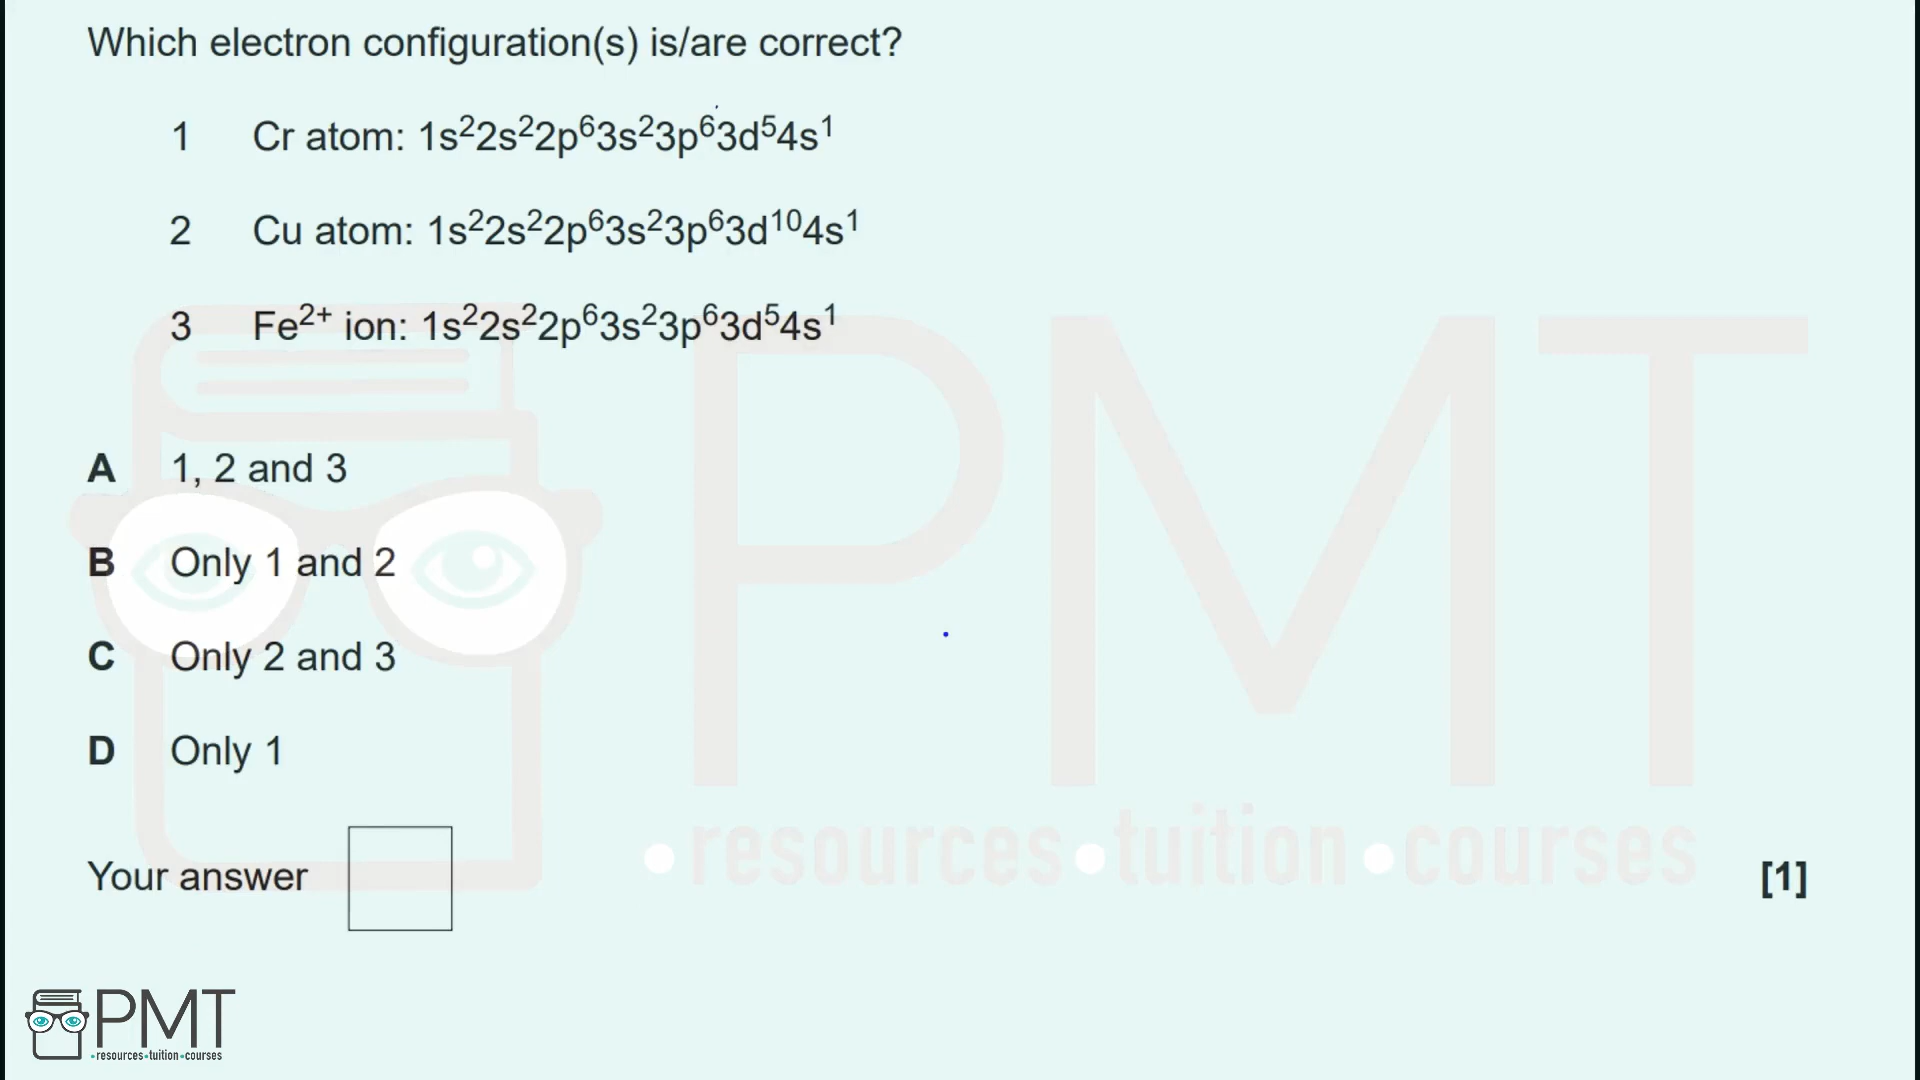 Which electron configuration(s) is/are correct?
1 Cr atom: 1s²2s²2p⁶3s²3p⁶3d⁵4s¹
2 Cu atom: 1s²2s²2p⁶3s²3p⁶3d¹⁰4s¹
3 Fe²⁺ ion: 1s²2s²2p⁶3s²3p⁶3d⁵4s¹
A 1, 2 and 3
B Only 1 and 2
C Only 2 and 3
D Only 1
Your answer
[1]
PMT
•resources•tuition•courses
PMT
•resources•tuition•courses